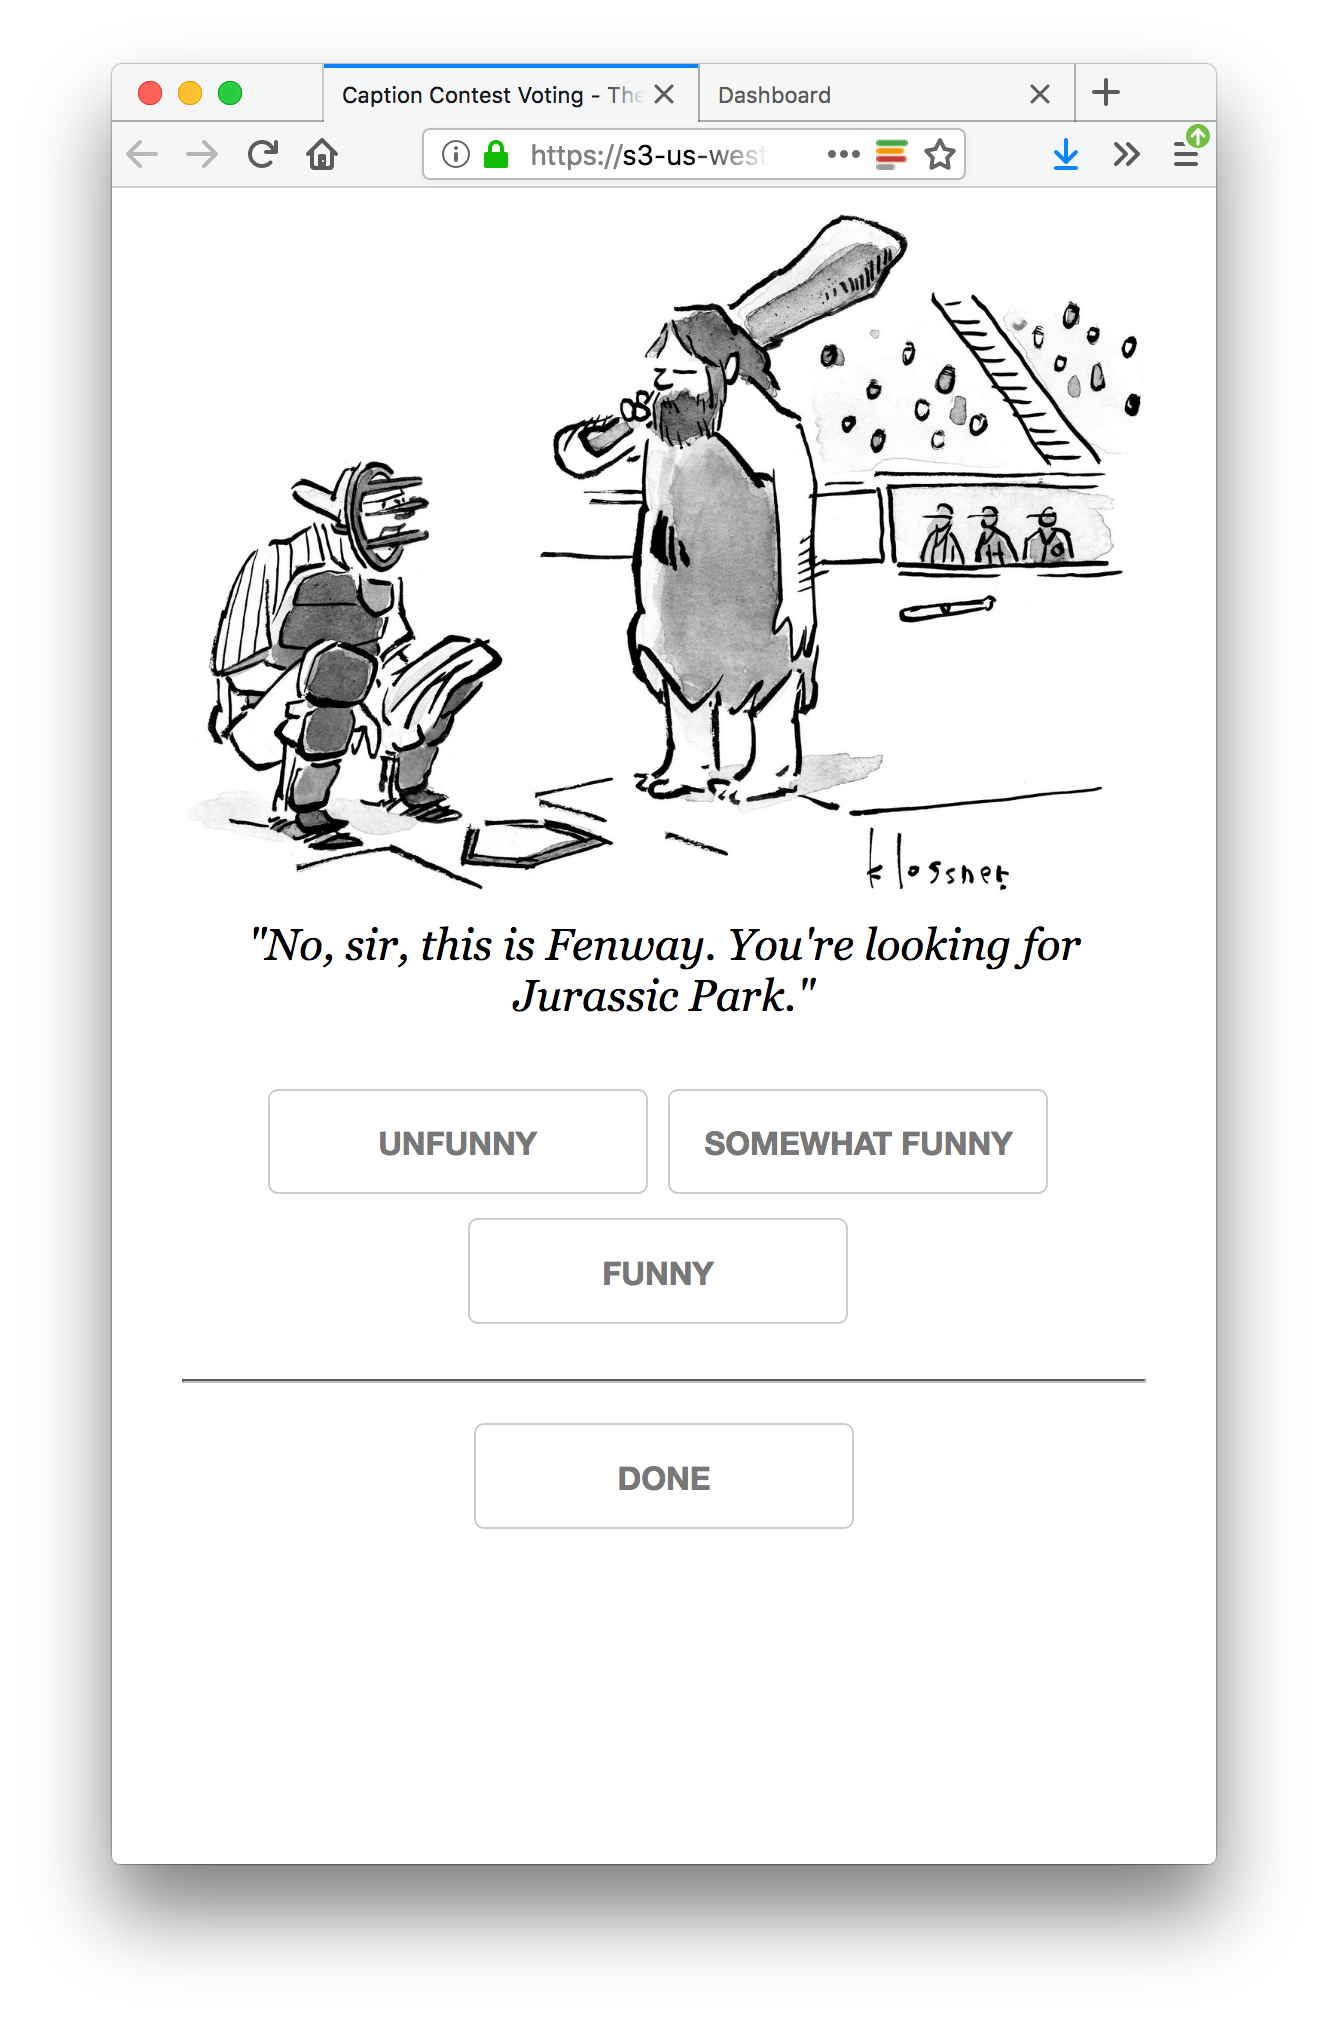 Caption Contest Voting - The
Dashboard
https://s3-us-west
klossner.
"No, sir, this is Fenway. You're looking for
Jurassic Park."
UNFUNNY
SOMEWHAT FUNNY
FUNNY
DONE